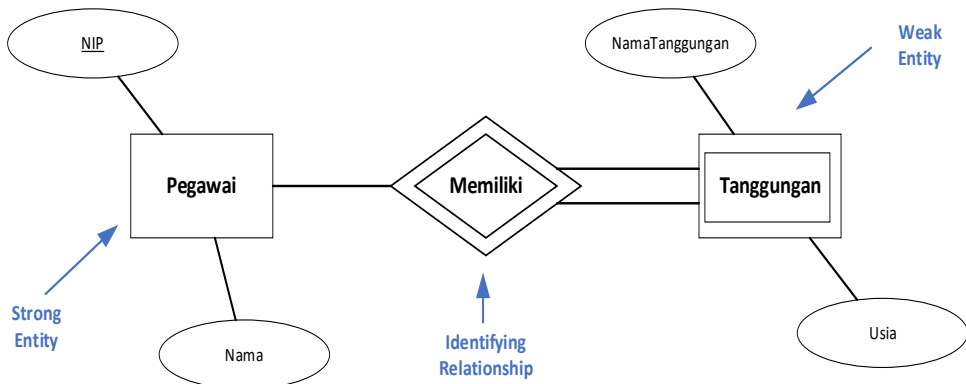 NIP
NamaTanggungan
Weak
Entity
Pegawai
Memiliki
Tanggungan
Strong
Entity
Nama
Identifying
Relationship
Usia